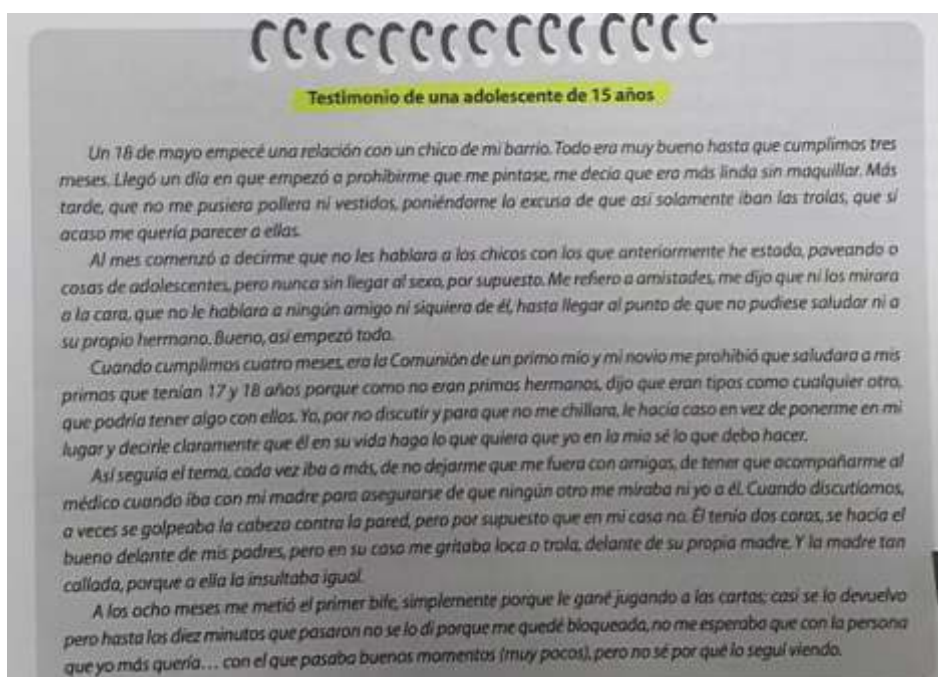 Testimonio de una adolescente de 15 años
Un 18 de mayo empecé una relación con un chico de mi barrio. Todo era muy bueno hasta que cumplimos tres
meses. Llegó un día en que empezó a prohibirme que me pintase, me decía que era más linda sin maquillar. Más
tarde, que no me pusiera pollera ni vestidos, poniéndome la excusa de que así solamente iban las trolas, que si
acaso me quería parecer a ellas.
Al mes comenzó a decirme que no les hablara a los chicos con los que anteriormente he estado, paveando o
cosas de adolescentes, pero nunca sin llegar al sexo, por supuesto. Me refiero a amistades, me dijo que ni los mirara
a la cara, que no le hablara a ningún amigo ni siquiera de él, hasta llegar al punto de que no pudiese saludar ni a
su propio hermano. Bueno, así empezó todo.
Cuando cumplimos cuatro meses, era la Comunión de un primo mío y mi novio me prohibió que saludara a mis
primos que tenían 17 y 18 años porque como no eran primos hermanos, dijo que eran tipos como cualquier otro,
que podría tener algo con ellos. Yo, por no discutir y para que no me chillara, le hacía caso en vez de ponerme en mi
lugar y decirle claramente que él en su vida haga lo que quiera que yo en la mía sé lo que debo hacer.
Así seguía el tema, cada vez iba a más, de no dejarme que me fuera con amigas, de tener que acompañarme al
médico cuando iba con mi madre para asegurarse de que ningún otro me miraba ni yo a él. Cuando discutíamos,
a veces se golpeaba la cabeza contra la pared, pero por supuesto que en mi casa no. Él tenía dos caras, se hacía el
bueno delante de mis padres, pero en su casa me gritaba loca o trola, delante de su propia madre. Y la madre tan
callada, porque a ella la insultaba igual.
A los ocho meses me metió el primer bife, simplemente porque le gané jugando a las cartas; casi se lo devuelvo
pero hasta los diez minutos que pasaron no se lo di porque me quedé bloqueada, no me esperaba que con la persona
que yo más quería... con el que pasaba buenos momentos (muy pocos), pero no sé por qué lo seguí viendo.